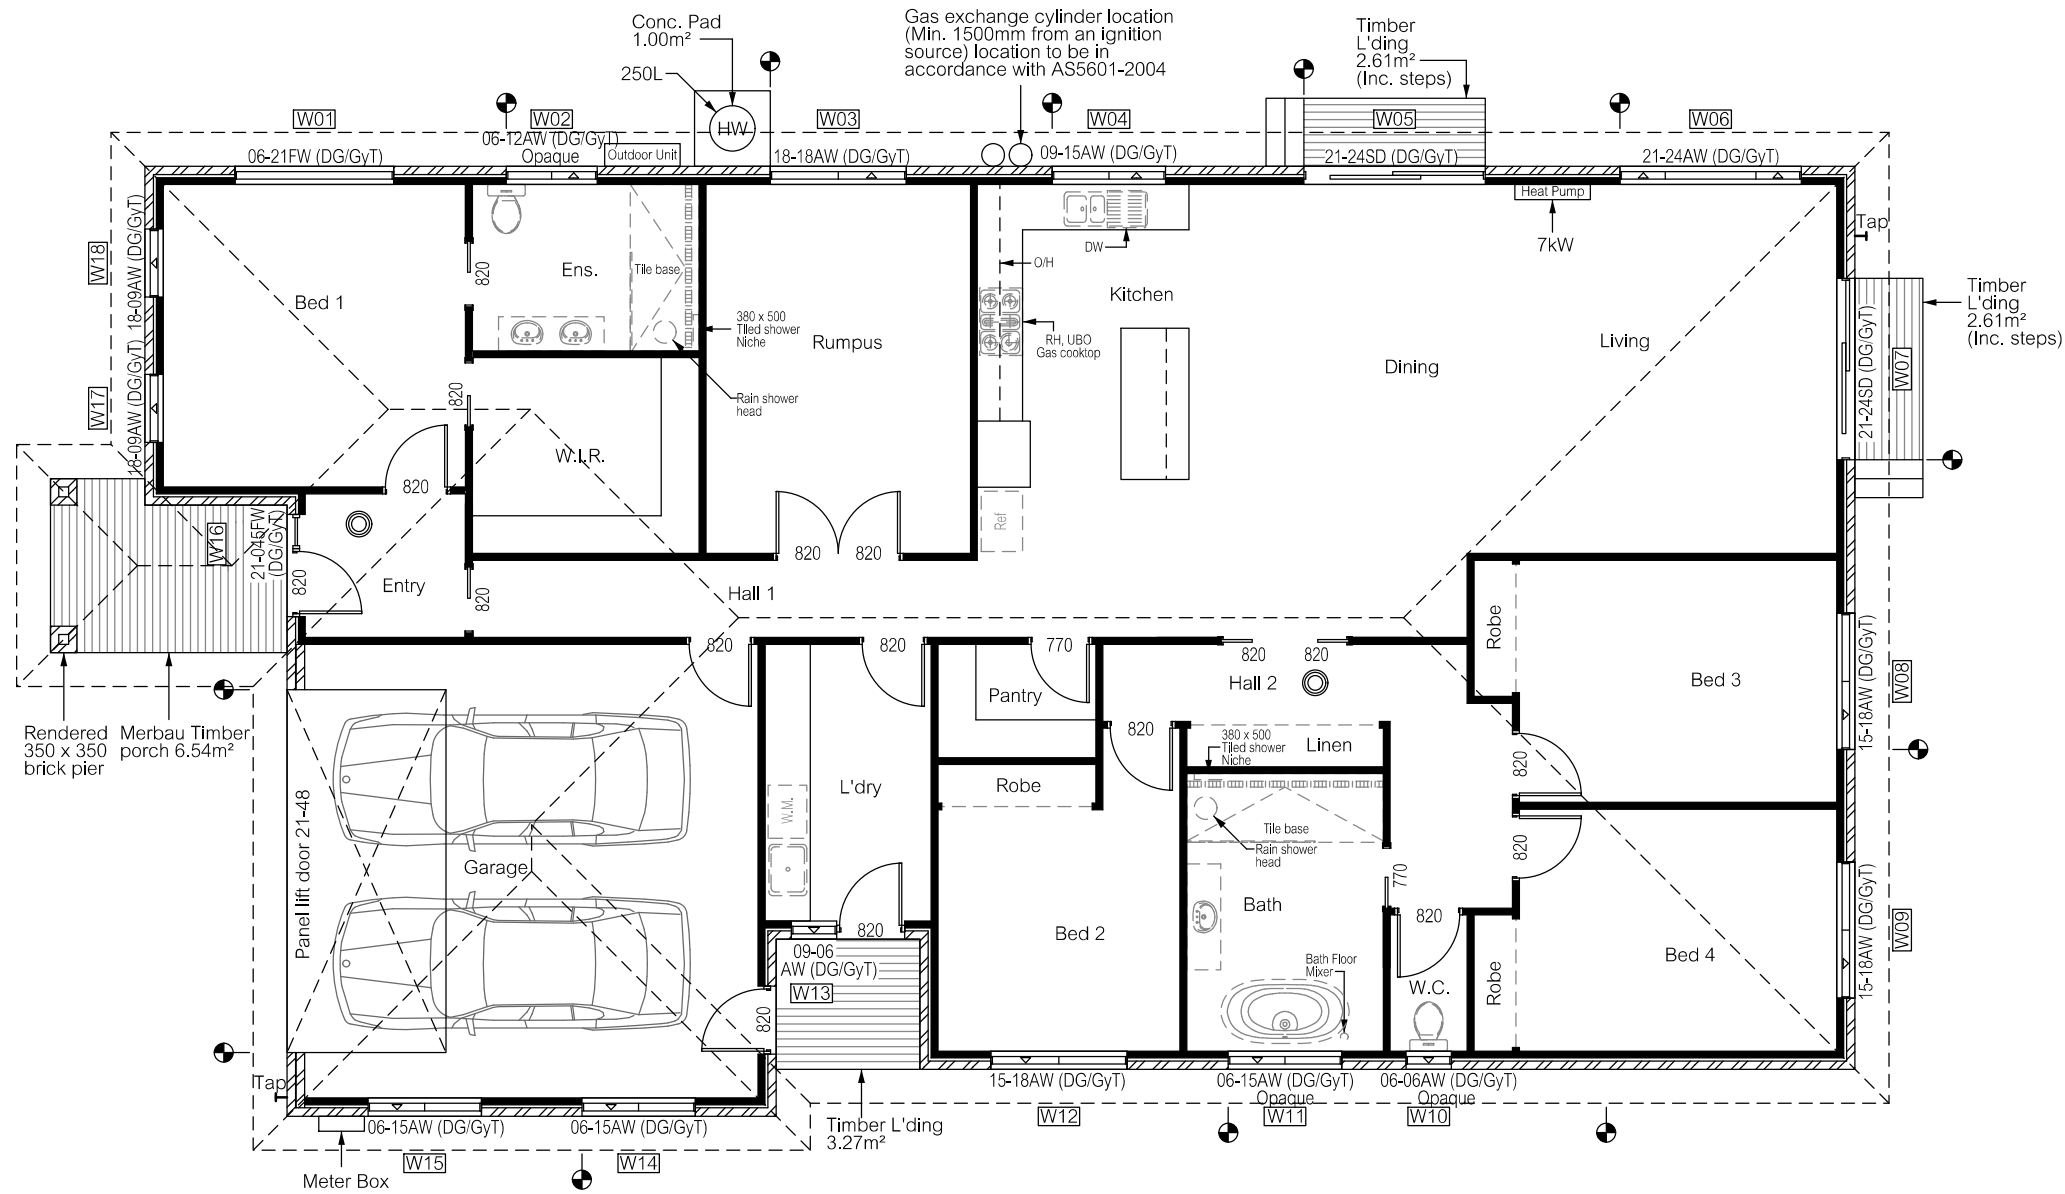 Conc. Pad
1.00m²
250L
HW
Gas exchange cylinder location
(Min. 1500mm from an ignition
source) location to be in
accordance with AS5601-2004
Timber
L'ding
2.61m²
(Inc. steps)
W01
W02
W03
W04
W05
W06
06-21FW (DG/GyT)
06-12AW (DG/GyT)
Opaque
Outdoor Unit
18-18AW (DG/GyT)
09-15AW (DG/GyT)
21-24SD (DG/GyT)
21-24AW (DG/GyT)
Heat Pump
7kW
Tap
W18
18-09AW (DG/GyT)
W17
18-09AW (DG/GyT)
Bed 1
820
Ens.
Tile base
380 x 500
Tiled shower
Niche
Rain shower
head
820
W.I.R.
820
Rumpus
820
820
DW
O/H
Kitchen
RH, UBO
Gas cooktop
Ref
Dining
Living
21-24SD (DG/GyT)
W07
Timber
L'ding
2.61m²
(Inc. steps)
W16
21-045FW
(DG/GyT)
820
Entry
820
Hall 1
Rendered
350 x 350
brick pier
Merbau Timber
porch 6.54m²
820
820
770
820
820
Pantry
Hall 2
820
380 x 500
Tiled shower
Niche
Linen
Robe
Bed 3
820
15-18AW (DG/GyT)
W08
Panel lift door 21-48
Garage
L'dry
W.M.
820
Robe
Bed 2
Tile base
Rain shower
head
Bath
770
Bath Floor
Mixer
820
W.C.
820
Robe
Bed 4
15-18AW (DG/GyT)
W09
09-06
AW (DG/GyT)
W13
820
Tap
06-15AW (DG/GyT)
W15
06-15AW (DG/GyT)
W14
Meter Box
Timber L'ding
3.27m²
15-18AW (DG/GyT)
W12
06-15AW (DG/GyT)
Opaque
W11
06-06AW (DG/GyT)
Opaque
W10